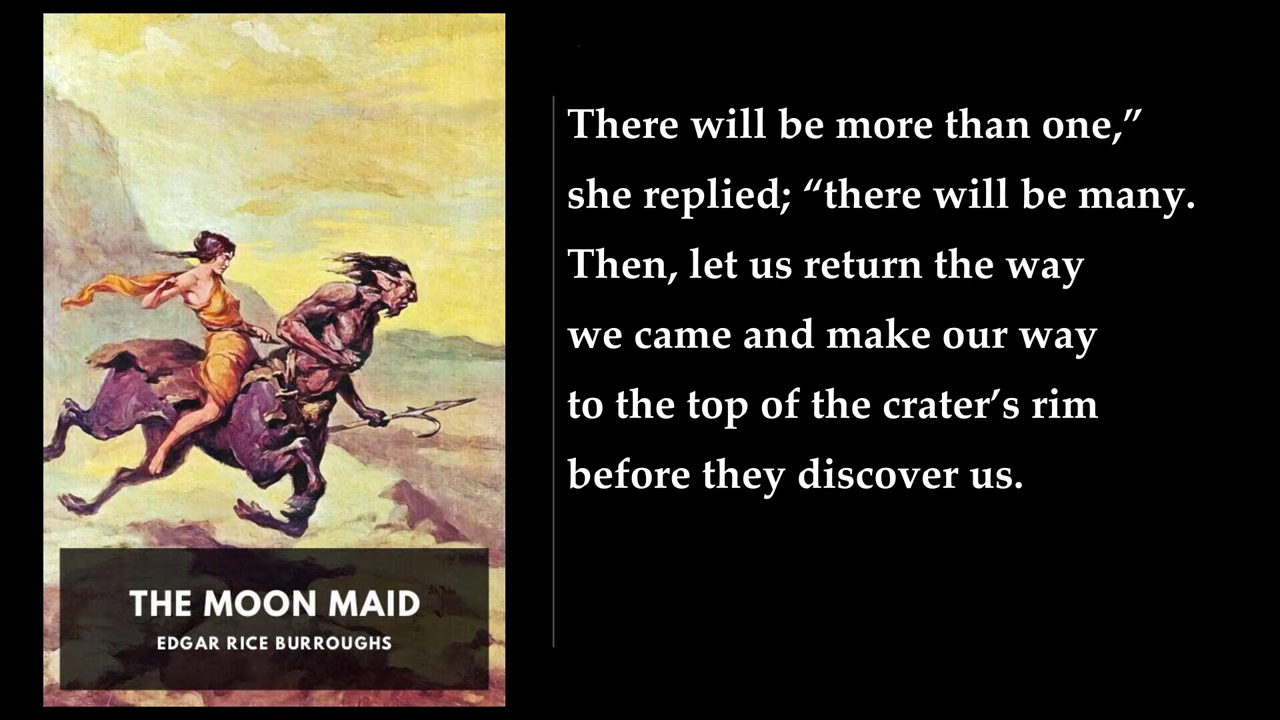 There will be more than one,”
she replied; “there will be many.
Then, let us return the way
we came and make our way
to the top of the crater’s rim
before they discover us.
THE MOON MAID
EDGAR RICE BURROUGHS